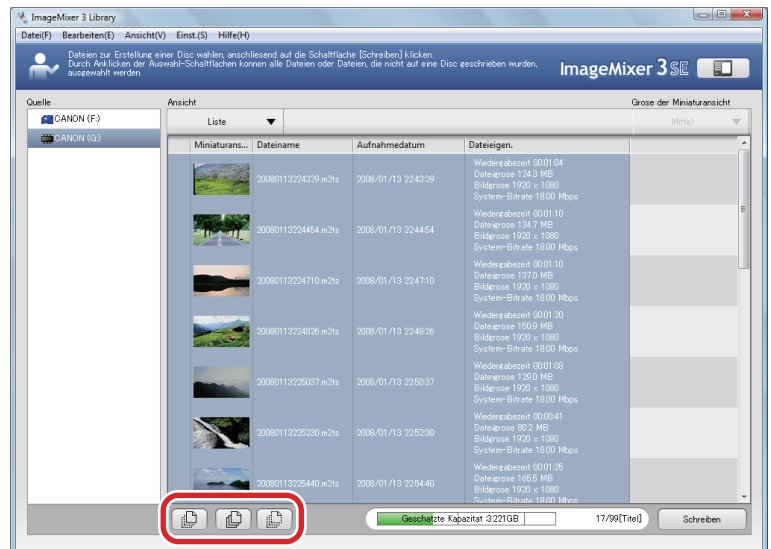 ImageMixer 3 Library
Datei(F) Bearbeiten(E) Ansicht(V) Einst.(S) Hilfe(H)
Dateien zur Erstellung einer Disc wahlen, anschliesend auf die Schaltflache [Schreiben] klicken.
Durch Anklicken der Auswahl-Schaltflachen konnen alle Dateien oder Dateien, die nicht auf eine Disc geschrieben wurden,
ausgewahlt werden.
ImageMixer 3 SE
Quelle Ansicht Grose der Miniaturansicht
CANON (F:) Liste Mittel
CANON (G:)
Miniaturans... Dateiname Aufnahmedatum Dateieigen.
Wiedergabezeit 00:01:04
Dateigrose 124.3 MB
20080113224329.m2ts 2008/01/13 22:43:29
Bildgrose 1920 x 1080
System-Bitrate 18.00 Mbps
Wiedergabezeit 00:01:10
Dateigrose 134.7 MB
20080113224454.m2ts 2008/01/13 22:44:54
Bildgrose 1920 x 1080
System-Bitrate 18.00 Mbps
Wiedergabezeit 00:01:10
Dateigrose 137.0 MB
20080113224710.m2ts 2008/01/13 22:47:10
Bildgrose 1920 x 1080
System-Bitrate 18.00 Mbps
Wiedergabezeit 00:01:20
Dateigrose 150.9 MB
20080113224826.m2ts 2008/01/13 22:48:26
Bildgrose 1920 x 1080
System-Bitrate 18.00 Mbps
Wiedergabezeit 00:01:08
Dateigrose 129.0 MB
20080113225037.m2ts 2008/01/13 22:50:37
Bildgrose 1920 x 1080
System-Bitrate 18.00 Mbps
Wiedergabezeit 00:00:41
Dateigrose 80.2 MB
20080113225230.m2ts 2008/01/13 22:52:30
Bildgrose 1920 x 1080
System-Bitrate 18.00 Mbps
Wiedergabezeit 00:01:25
Dateigrose 165.5 MB
20080113225440.m2ts 2008/01/13 22:54:40
Bildgrose 1920 x 1080
System-Bitrate 18.00 Mbps
Geschatzte Kapazitat :3.221GB 17/99[Titel] Schreiben